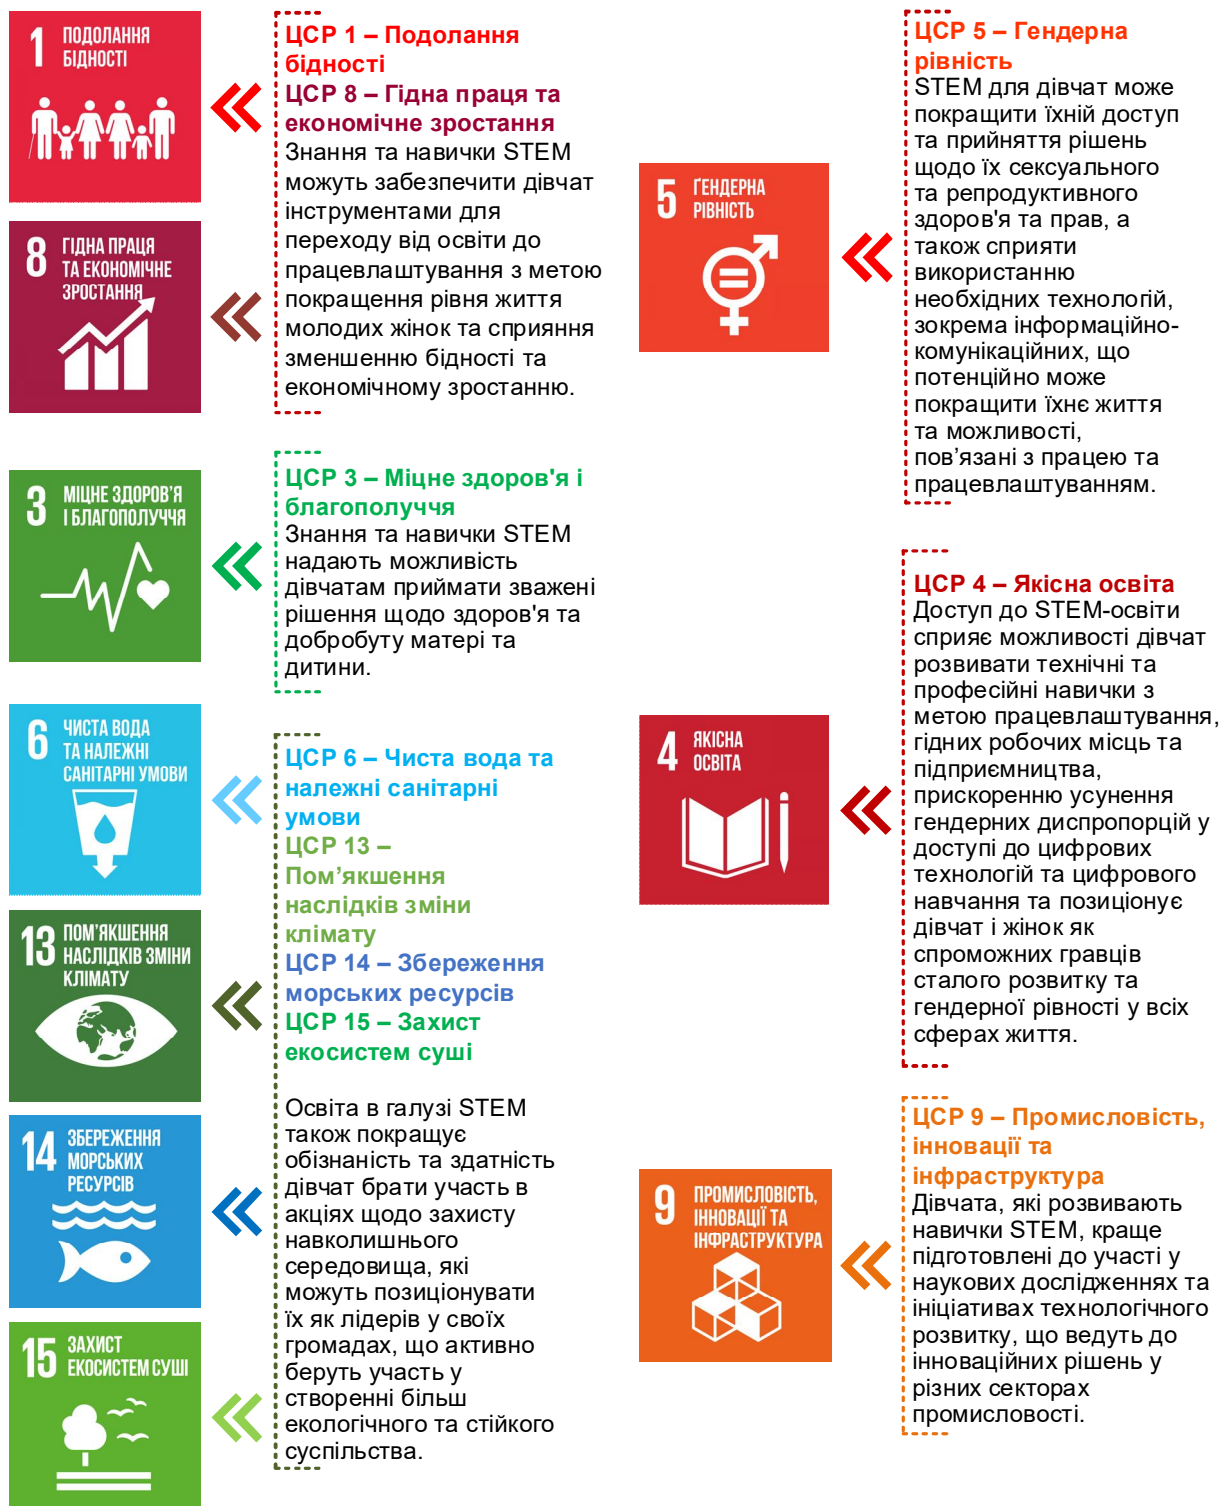 1 ПОДОЛАННЯ
БІДНОСТІ
8 ГІДНА ПРАЦЯ
ТА ЕКОНОМІЧНЕ
ЗРОСТАННЯ
ЦСР 1 – Подолання
бідності
ЦСР 8 – Гідна праця та
економічне зростання
Знання та навички STEM
можуть забезпечити дівчат
інструментами для
переходу від освіти до
працевлаштування з метою
покращення рівня життя
молодих жінок та сприяння
зменшенню бідності та
економічному зростанню.
3 МІЦНЕ ЗДОРОВ'Я
І БЛАГОПОЛУЧЧЯ
ЦСР 3 – Міцне здоров'я і
благополуччя
Знання та навички STEM
надають можливість
дівчатам приймати зважені
рішення щодо здоров'я та
добробуту матері та
дитини.
6 ЧИСТА ВОДА
ТА НАЛЕЖНІ
САНІТАРНІ УМОВИ
13 ПОМ'ЯКШЕННЯ
НАСЛІДКІВ ЗМІНИ
КЛІМАТУ
14 ЗБЕРЕЖЕННЯ
МОРСЬКИХ
РЕСУРСІВ
15 ЗАХИСТ
ЕКОСИСТЕМ СУШІ
ЦСР 6 – Чиста вода та
належні санітарні
умови
ЦСР 13 –
Пом’якшення
наслідків зміни
клімату
ЦСР 14 – Збереження
морських ресурсів
ЦСР 15 – Захист
екосистем суші
Освіта в галузі STEM
також покращує
обізнаність та здатність
дівчат брати участь в
акціях щодо захисту
навколишнього
середовища, які
можуть позиціонувати
їх як лідерів у своїх
громадах, що активно
беруть участь у
створенні більш
екологічного та стійкого
суспільства.
5 ҐЕНДЕРНА
РІВНІСТЬ
ЦСР 5 – Гендерна
рівність
STEM для дівчат може
покращити їхній доступ
та прийняття рішень
щодо їх сексуального
та репродуктивного
здоров'я та прав, а
також сприяти
використанню
необхідних технологій,
зокрема інформаційно-
комунікаційних, що
потенційно може
покращити їхнє життя
та можливості,
пов’язані з працею та
працевлаштуванням.
4 ЯКІСНА
ОСВІТА
ЦСР 4 – Якісна освіта
Доступ до STEM-освіти
сприяє можливості дівчат
розвивати технічні та
професійні навички з
метою працевлаштування,
гідних робочих місць та
підприємництва,
прискоренню усунення
гендерних диспропорцій у
доступі до цифрових
технологій та цифрового
навчання та позиціонує
дівчат і жінок як
спроможних гравців
сталого розвитку та
гендерної рівності у всіх
сферах життя.
9 ПРОМИСЛОВІСТЬ,
ІННОВАЦІЇ ТА
ІНФРАСТРУКТУРА
ЦСР 9 – Промисловість,
інновації та
інфраструктура
Дівчата, які розвивають
навички STEM, краще
підготовлені до участі у
наукових дослідженнях та
ініціативах технологічного
розвитку, що ведуть до
інноваційних рішень у
різних секторах
промисловості.